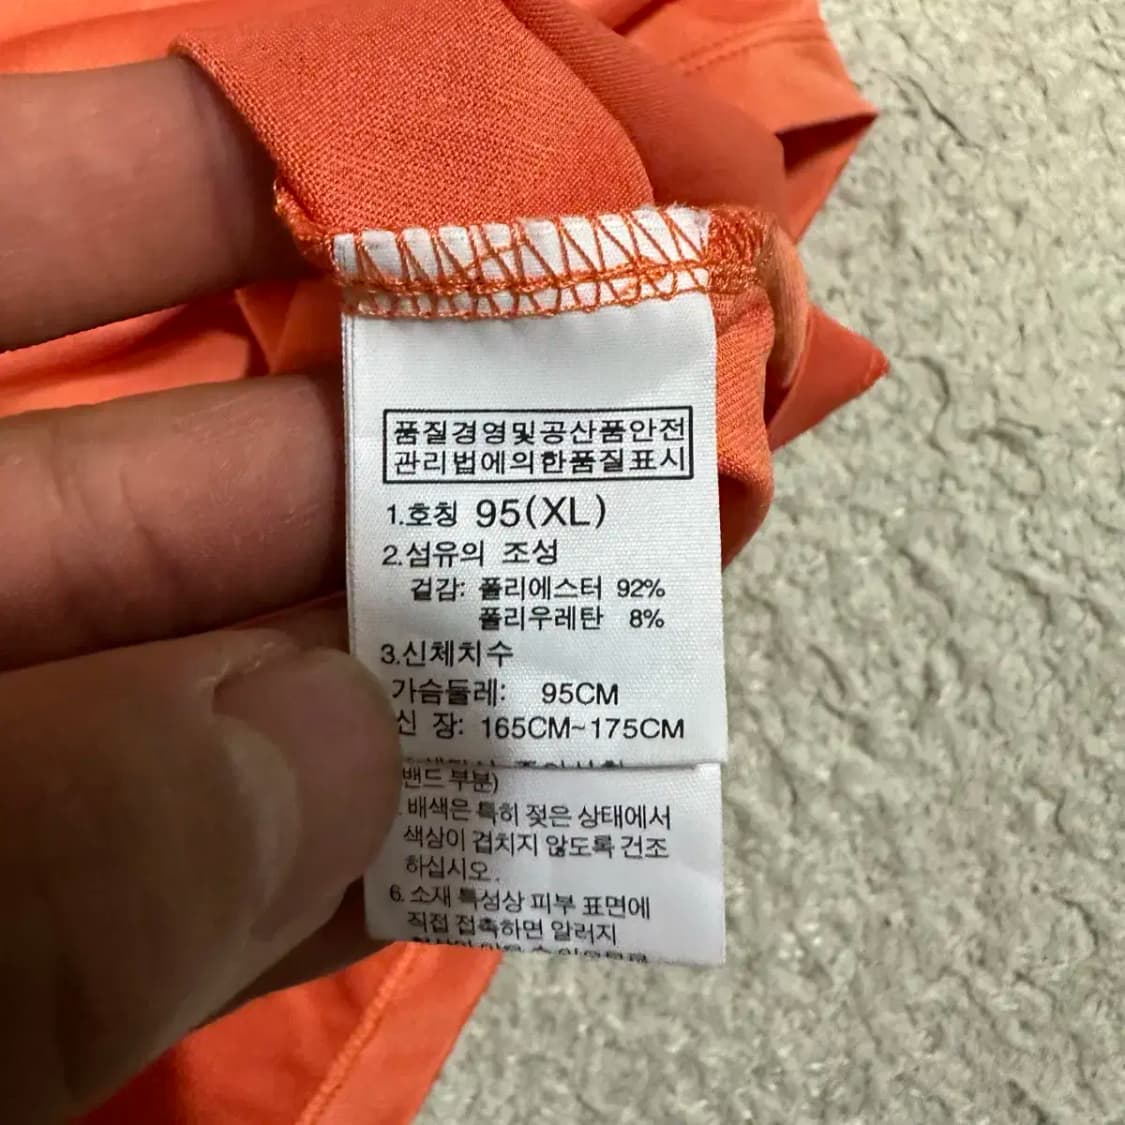 품질경영및공산품안전
관리법에의한품질표시
1.호칭 95(XL)
2.섬유의 조성
겉감: 폴리에스터 92%
폴리우레탄 8%
3.신체치수
가슴둘레: 95CM
신 장: 165CM~175CM
밴드 부분)
배색은 특히 젖은 상태에서
색상이 겹치지 않도록 건조
하십시오.
6. 소재 특성상 피부 표면에
직접 접촉하면 알러지